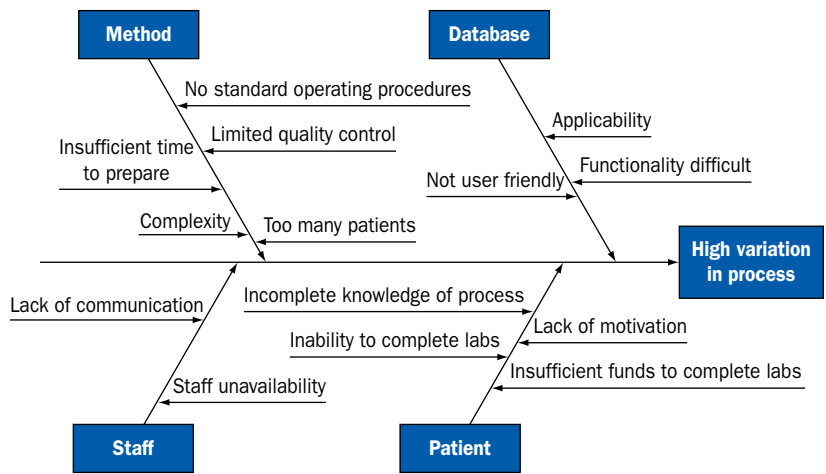 Method
Database
No standard operating procedures
Applicability
Limited quality control
Insufficient time
to prepare
Functionality difficult
Not user friendly
Complexity
Too many patients
High variation
in process
Lack of communication
Incomplete knowledge of process
Lack of motivation
Inability to complete labs
Insufficient funds to complete labs
Staff unavailability
Staff
Patient